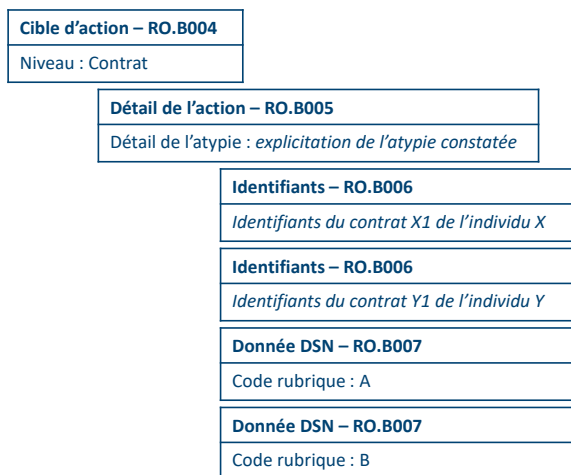 Cible d’action – RO.B004
Niveau : Contrat
Détail de l’action – RO.B005
Détail de l’atypie : explicitation de l’atypie constatée
Identifiants – RO.B006
Identifiants du contrat X1 de l’individu X
Identifiants – RO.B006
Identifiants du contrat Y1 de l’individu Y
Donnée DSN – RO.B007
Code rubrique : A
Donnée DSN – RO.B007
Code rubrique : B